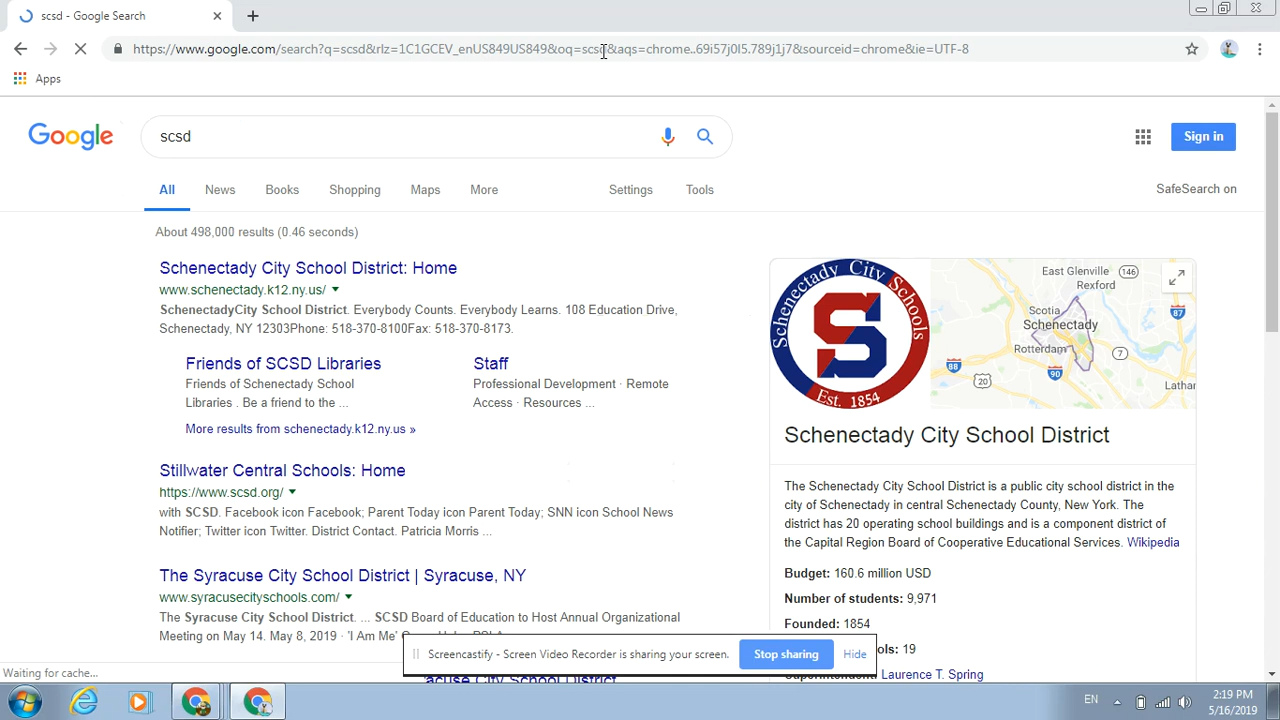 scsd - Google Search
https://www.google.com/search?q=scsd&rlz=1C1GCEV_enUS849US849&oq=scsd&aqs=chrome..69i57j0l5.789j1j7&sourceid=chrome&ie=UTF-8
Apps
Google
scsd
Sign in
All News Books Shopping Maps More Settings Tools
SafeSearch on
About 498,000 results (0.46 seconds)
Schenectady City School District: Home
www.schenectady.k12.ny.us/
SchenectadyCity School District. Everybody Counts. Everybody Learns. 108 Education Drive,
Schenectady, NY 12303Phone: 518-370-8100Fax: 518-370-8173.
Friends of SCSD Libraries
Friends of Schenectady School
Libraries . Be a friend to the ...
Staff
Professional Development · Remote
Access · Resources ...
More results from schenectady.k12.ny.us »
Stillwater Central Schools: Home
https://www.scsd.org/
with SCSD. Facebook icon Facebook; Parent Today icon Parent Today; SNN icon School News
Notifier; Twitter icon Twitter. District Contact. Patricia Morris ...
The Syracuse City School District | Syracuse, NY
www.syracusecityschools.com/
The Syracuse City School District. ... SCSD Board of Education to Host Annual Organizational
Meeting on May 14. May 8, 2019 · 'I Am Me'
School District
Schenectady City Schools
S
Est. 1854
East Glenville
146
Rexford
Scotia
Schenectady
Rotterdam
87
7
88
20
90
Lathar
Schenectady City School District
The Schenectady City School District is a public city school district in the
city of Schenectady in central Schenectady County, New York. The
district has 20 operating school buildings and is a component district of
the Capital Region Board of Cooperative Educational Services. Wikipedia
Budget: 160.6 million USD
Number of students: 9,971
Founded: 1854
ols: 19
Laurence T. Spring
Screencastify - Screen Video Recorder is sharing your screen.
Stop sharing
Hide
Waiting for cache...
EN
2:19 PM
5/16/2019